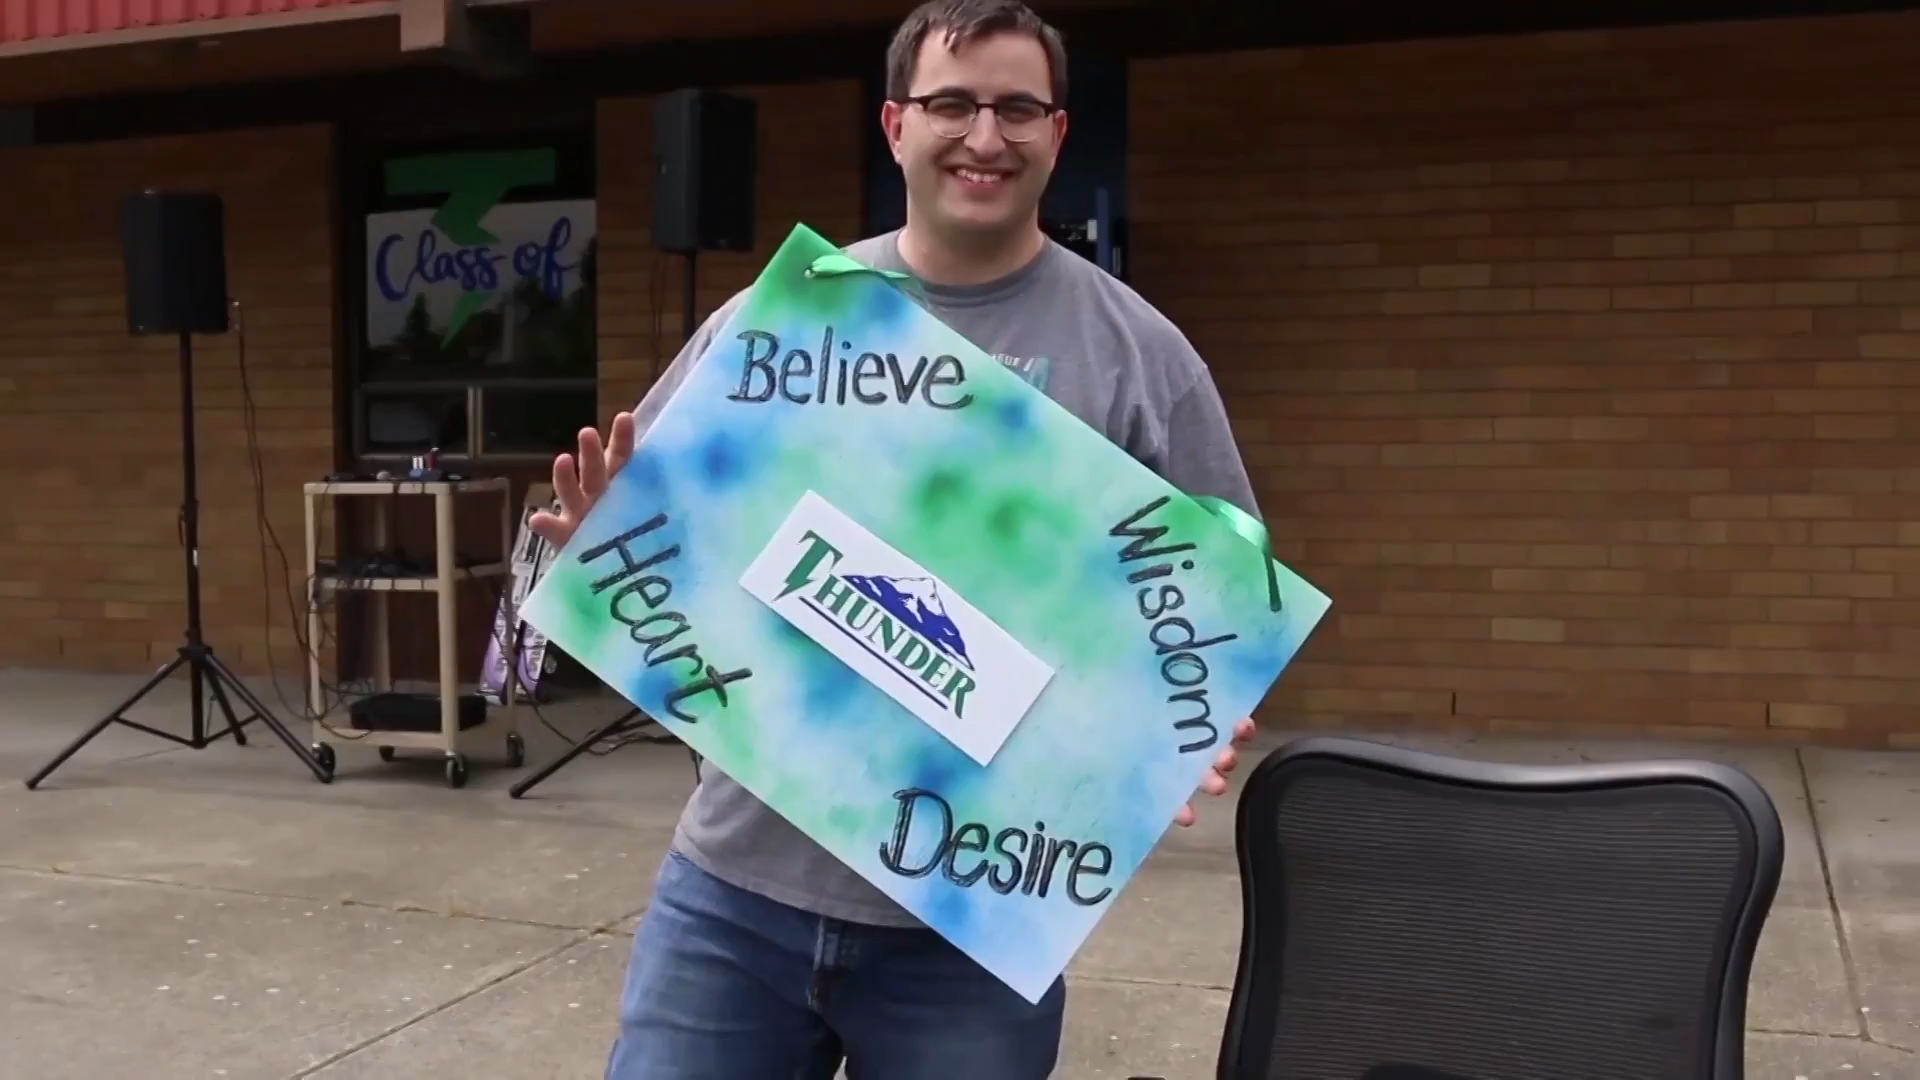 Class of
Believe
Wisdom
Heart
THUNDER
Desire